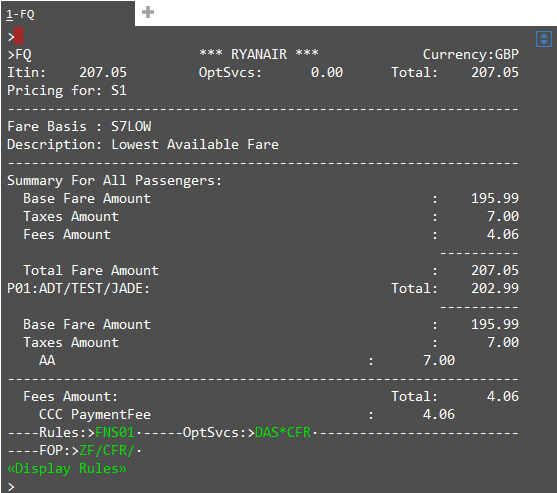 1-FQ
>
>FQ *** RYANAIR *** Currency:GBP
Itin: 207.05 OptSvcs: 0.00 Total: 207.05
Pricing for: S1
----------------------------------------------------------------
Fare Basis : S7LOW
Description: Lowest Available Fare
----------------------------------------------------------------
Summary For All Passengers:
Base Fare Amount : 195.99
Taxes Amount : 7.00
Fees Amount : 4.06
----------
Total Fare Amount : 207.05
P01:ADT/TEST/JADE: Total: 202.99
----------
Base Fare Amount : 195.99
Taxes Amount : 7.00
AA : 7.00
----------------------------------------------------------------
Fees Amount: Total: 4.06
CCC PaymentFee : 4.06
----Rules:>FNS01·-----OptSvcs:>DAS*CFR·-------------------------
----FOP:>ZF/CFR/·
«Display Rules»
>